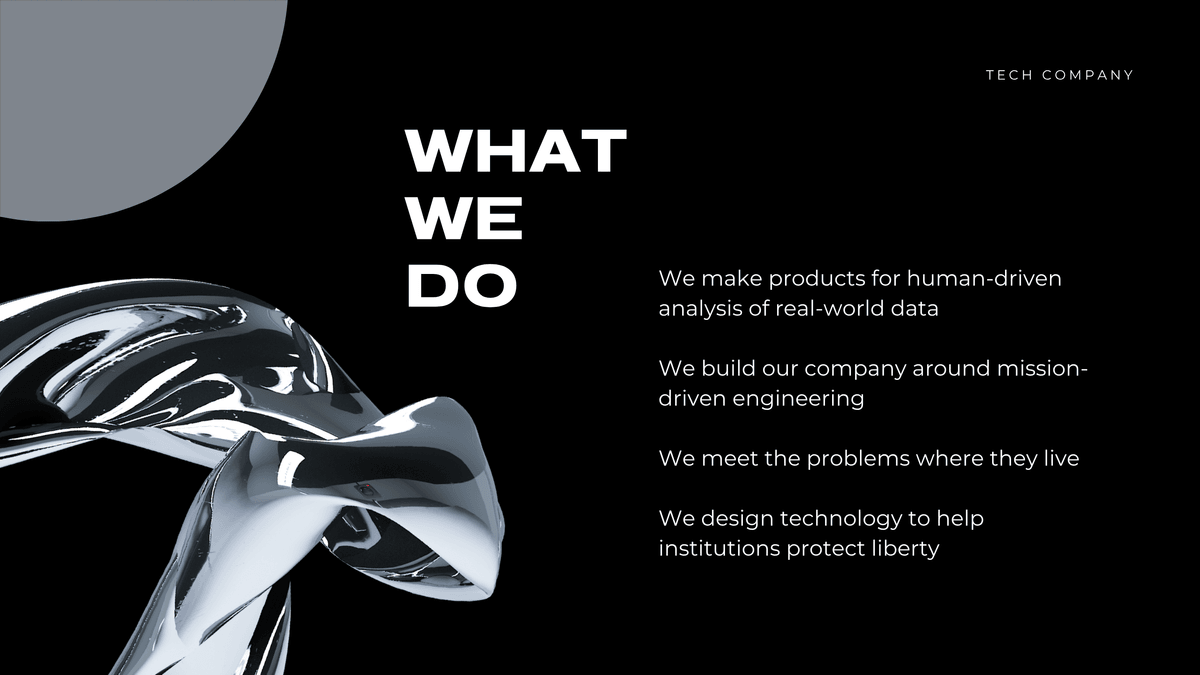 TECH COMPANY
WHAT
WE
DO
We make products for human-driven
analysis of real-world data
We build our company around mission-
driven engineering
We meet the problems where they live
We design technology to help
institutions protect liberty